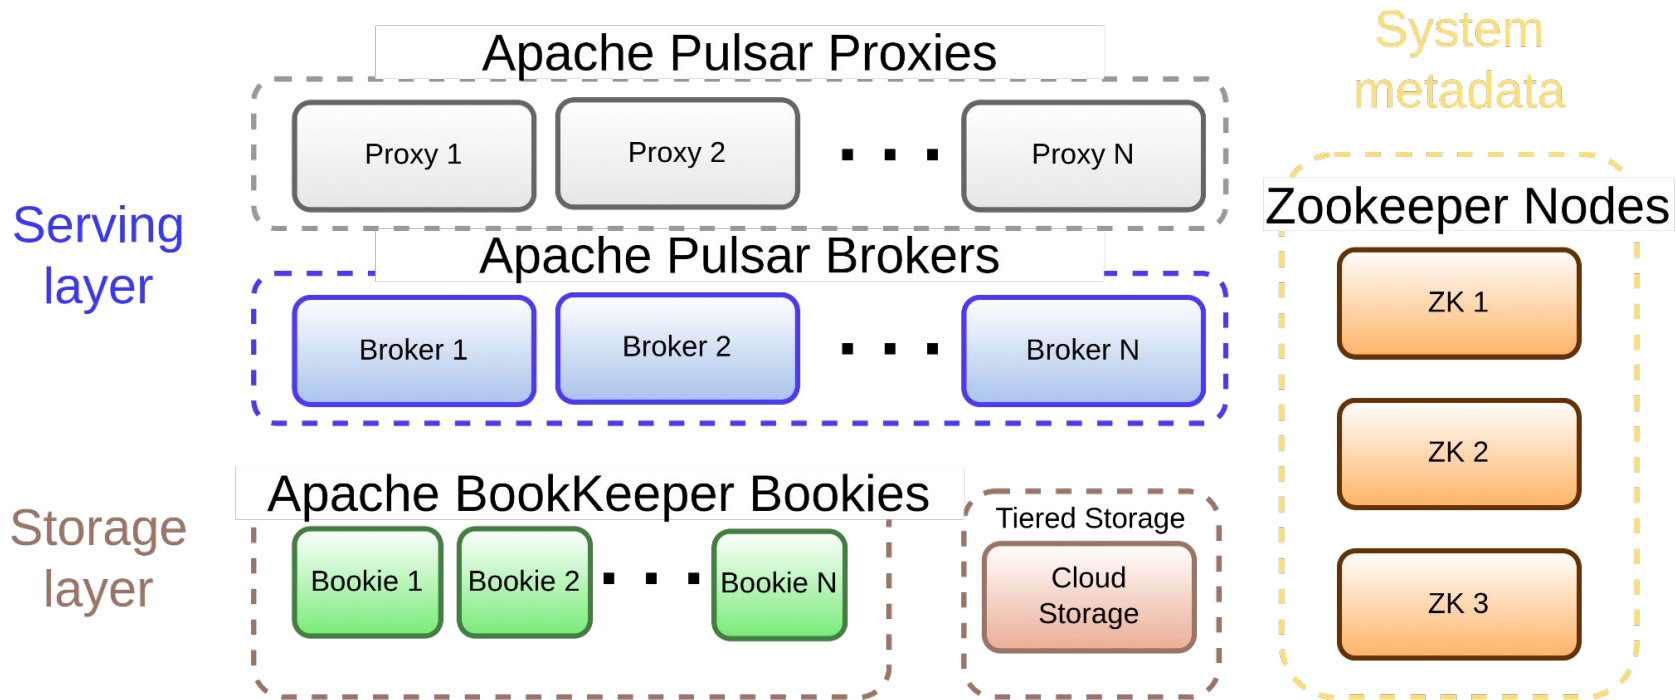 Apache Pulsar Proxies
Proxy 1
Proxy 2
Proxy N
Serving
layer
Apache Pulsar Brokers
Broker 1
Broker 2
Broker N
Storage
layer
Apache BookKeeper Bookies
Bookie 1
Bookie 2
Bookie N
Tiered Storage
Cloud
Storage
System
metadata
Zookeeper Nodes
ZK 1
ZK 2
ZK 3